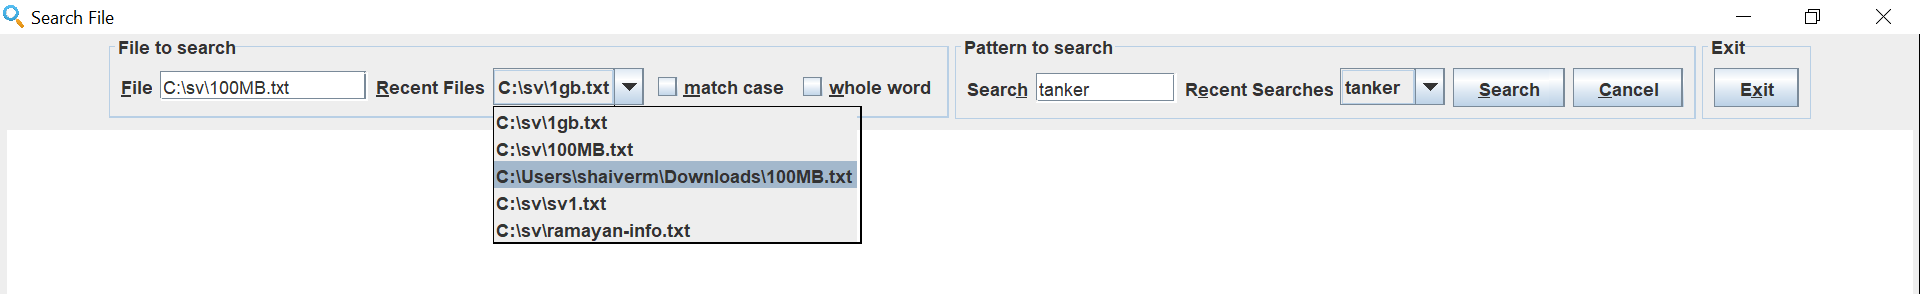 Search File
File to search
Pattern to search
Exit
File C:\sv\100MB.txt Recent Files C:\sv\1gb.txt match case whole word Search tanker Recent Searches tanker Search Cancel Exit
C:\sv\1gb.txt
C:\sv\100MB.txt
C:\Users\shaiverm\Downloads\100MB.txt
C:\sv\sv1.txt
C:\sv\ramayan-info.txt